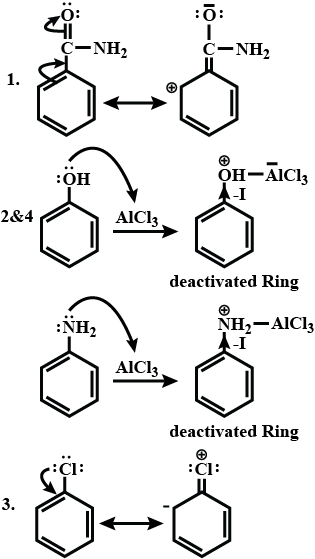 :Ö: :Ō:
C—NH₂ C—NH₂
1. ⊕
:ÖH ⊕
OH—AlCl₃
2&4 AlCl₃ -I
deactivated Ring
:NH₂ ⊕
NH₂—AlCl₃
AlCl₃ -I
deactivated Ring
⊕
:Cl: :Cl:
3. -